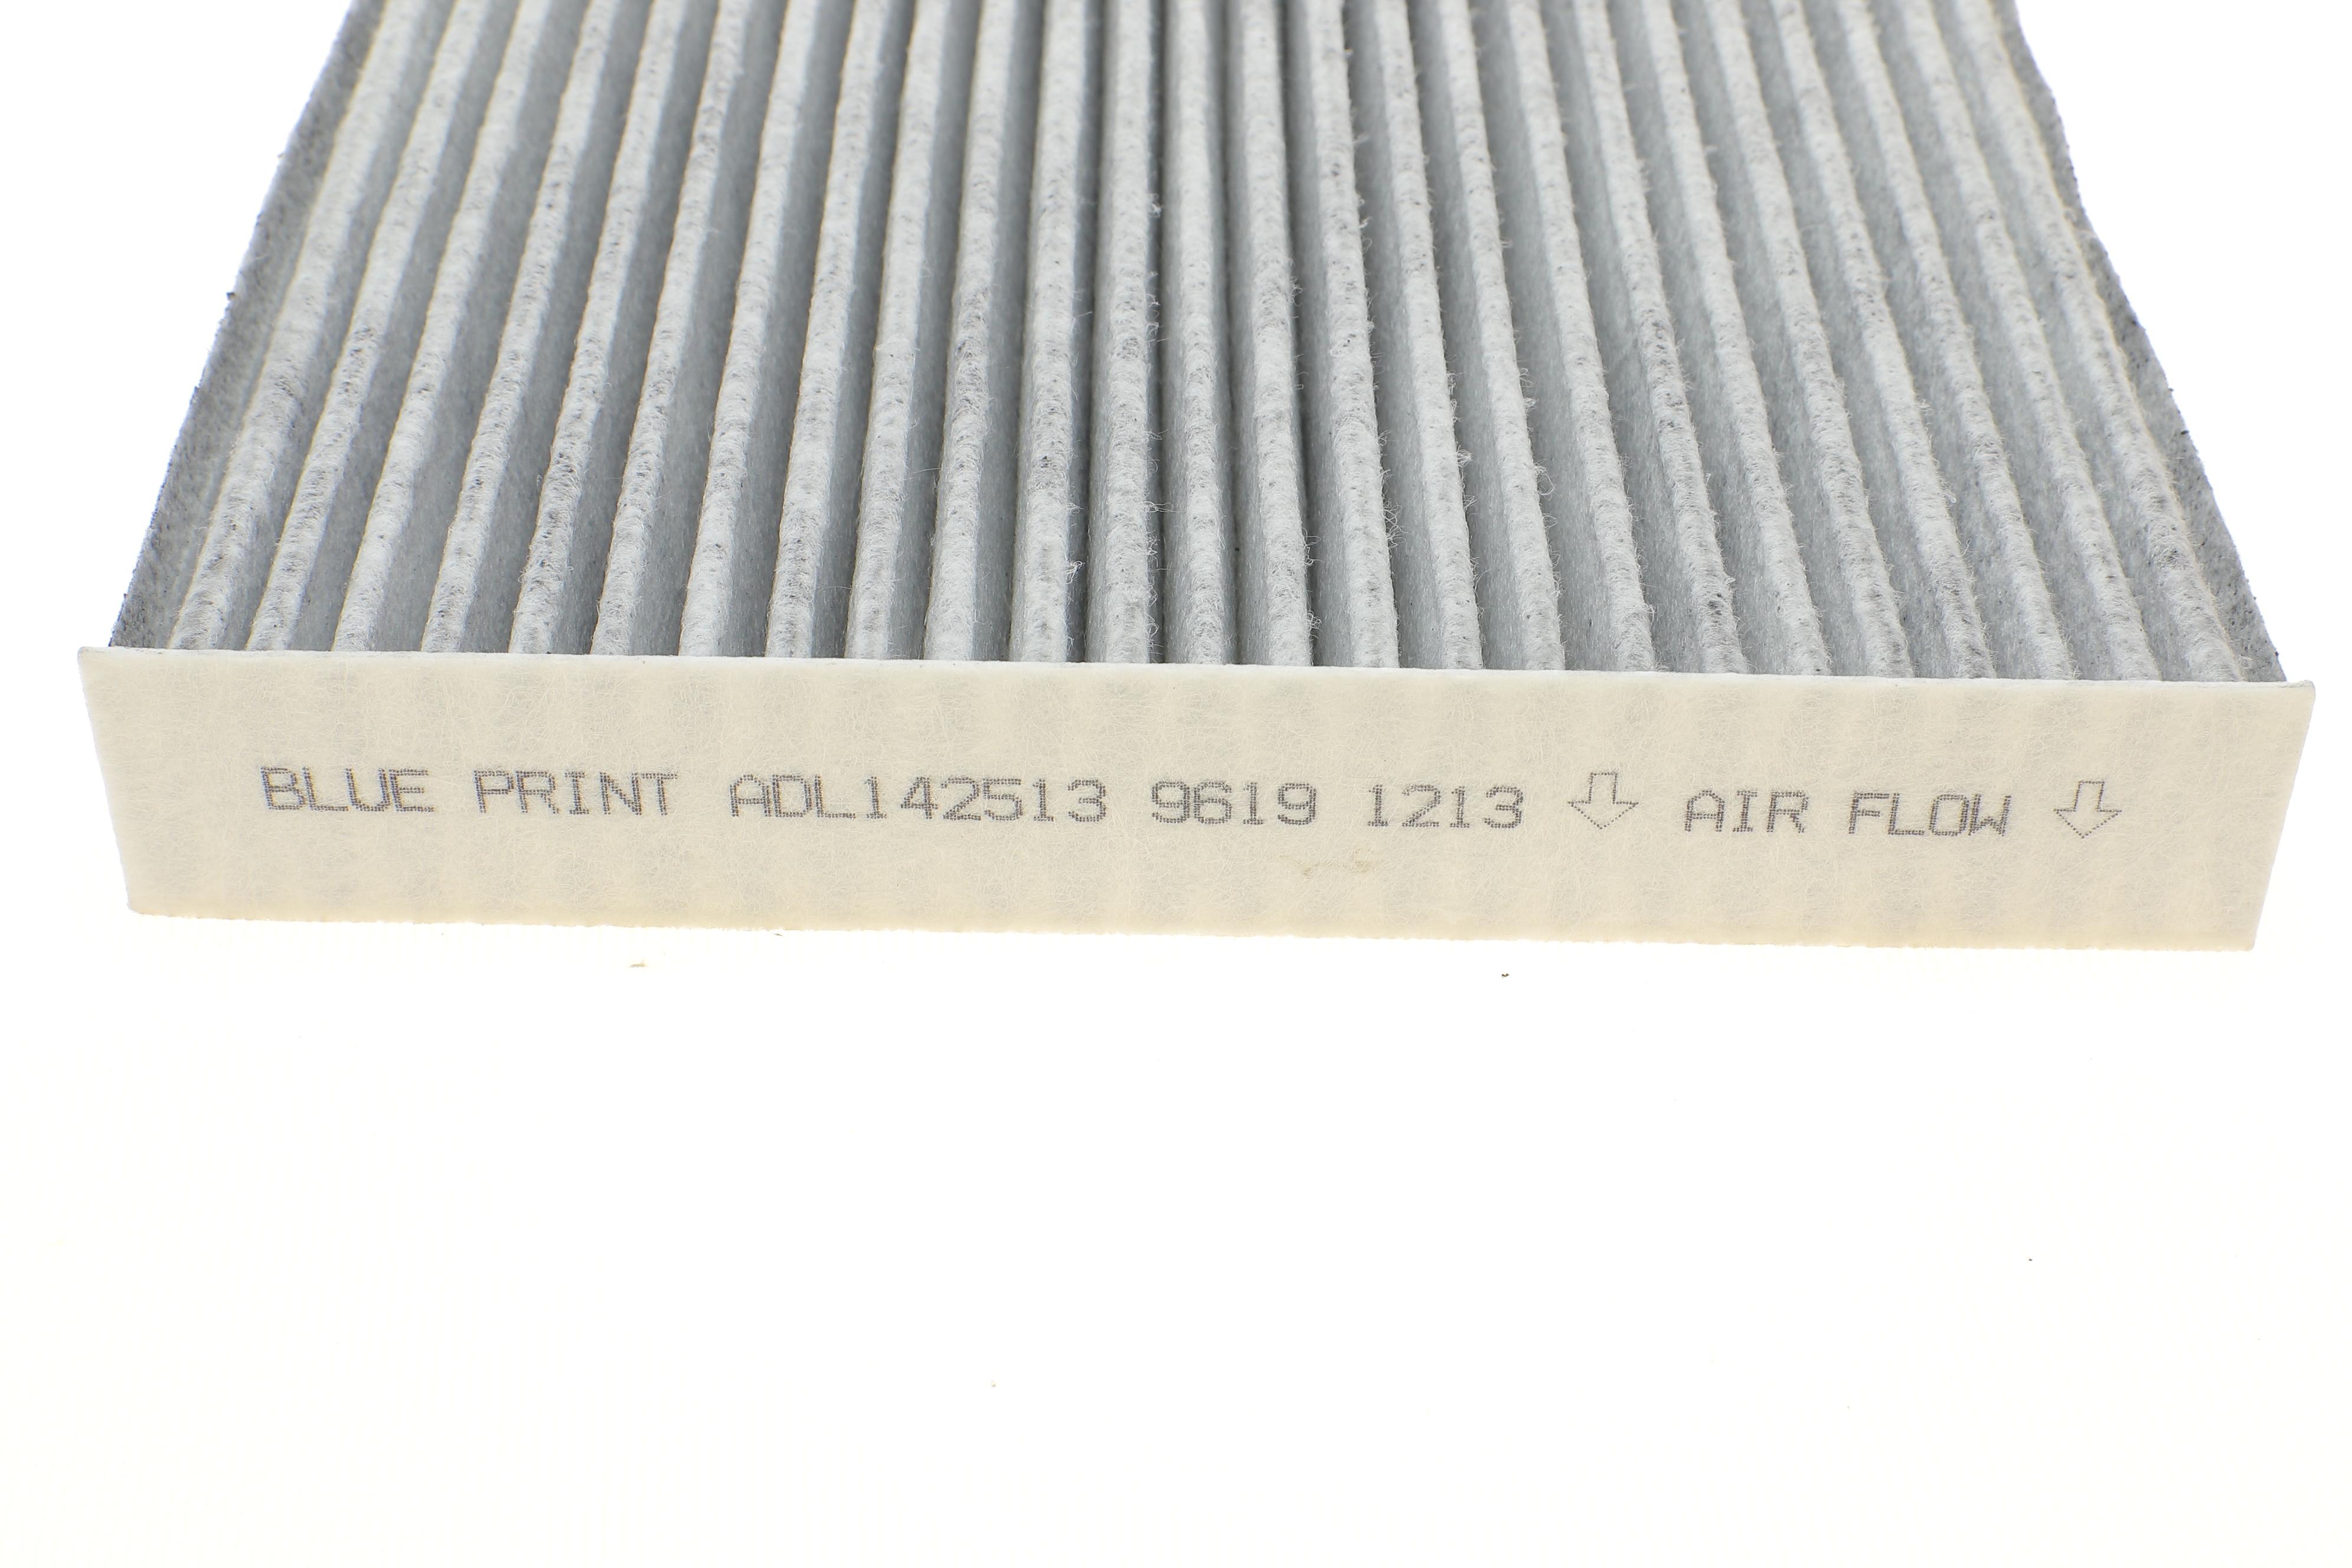 BLUE PRINT ADL142513 9619 1213 ⇩ AIR FLOW ⇩